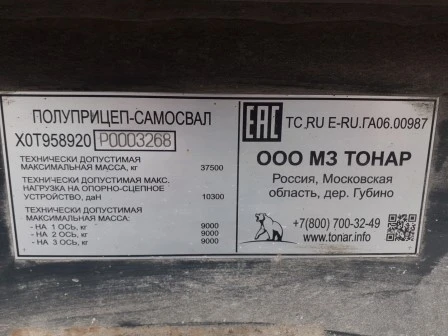 ПОЛУПРИЦЕП-САМОСВАЛ
X0T958920 P0003268
ТЕХНИЧЕСКИ ДОПУСТИМАЯ
МАКСИМАЛЬНАЯ МАССА, кг 37500
ТЕХНИЧЕСКИ ДОПУСТИМАЯ МАКС.
НАГРУЗКА НА ОПОРНО-СЦЕПНОЕ
УСТРОЙСТВО, даН 10300
ТЕХНИЧЕСКИ ДОПУСТИМАЯ
МАКСИМАЛЬНАЯ МАССА:
- НА 1 ОСЬ, кг 9000
- НА 2 ОСЬ, кг 9000
- НА 3 ОСЬ, кг 9000
ЕАС ТС RU E-RU.ГА06.00987
ООО МЗ ТОНАР
Россия, Московская
область, дер. Губино
+7(800) 700-32-49
www.tonar.info